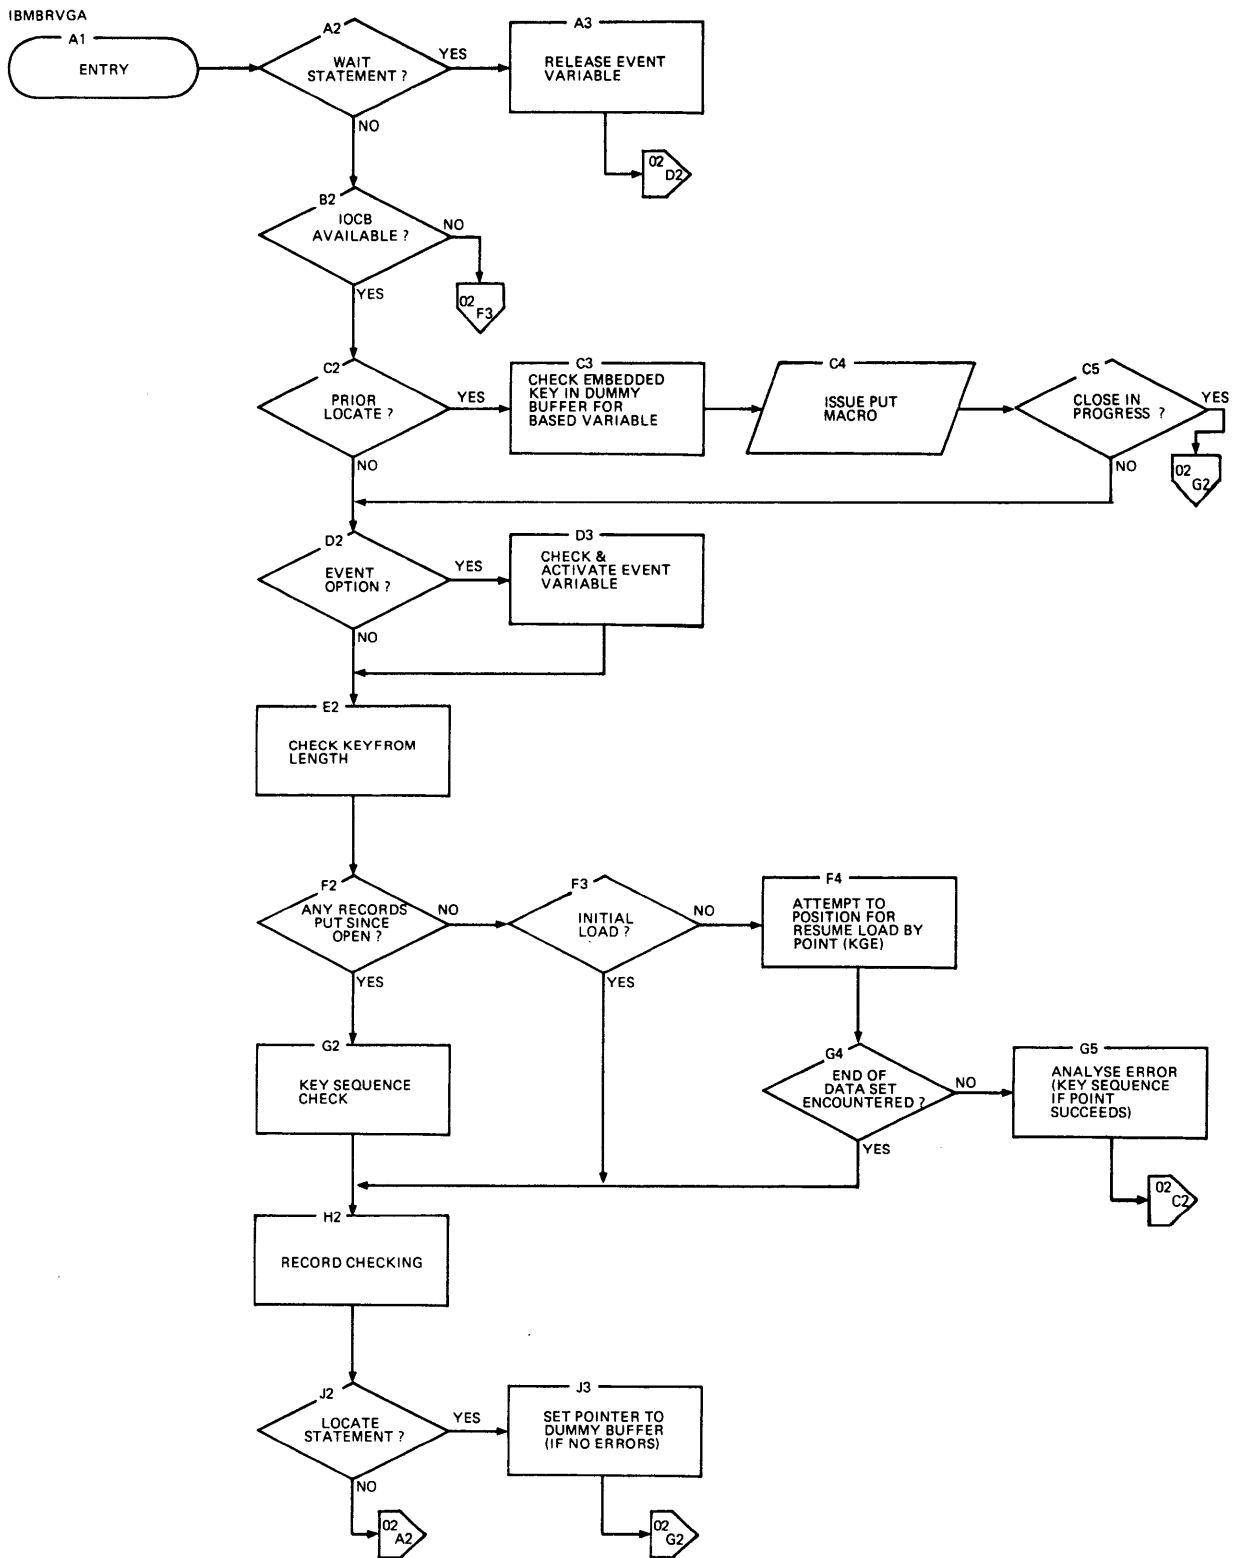 IBMBRVGA
A1
ENTRY
A2
WAIT
STATEMENT ?
YES
NO
A3
RELEASE EVENT
VARIABLE
02
D2
B2
IOCB
AVAILABLE ?
NO
YES
02
F3
C2
PRIOR
LOCATE ?
YES
NO
C3
CHECK EMBEDDED
KEY IN DUMMY
BUFFER FOR
BASED VARIABLE
C4
ISSUE PUT
MACRO
C5
CLOSE IN
PROGRESS ?
YES
NO
02
G2
D2
EVENT
OPTION ?
YES
NO
D3
CHECK &
ACTIVATE EVENT
VARIABLE
E2
CHECK KEYFROM
LENGTH
F2
ANY RECORDS
PUT SINCE
OPEN ?
NO
YES
F3
INITIAL
LOAD ?
NO
YES
F4
ATTEMPT TO
POSITION FOR
RESUME LOAD BY
POINT (KGE)
G2
KEY SEQUENCE
CHECK
G4
END OF
DATA SET
ENCOUNTERED ?
NO
YES
G5
ANALYSE ERROR
(KEY SEQUENCE
IF POINT
SUCCEEDS)
02
C2
H2
RECORD CHECKING
J2
LOCATE
STATEMENT ?
YES
NO
J3
SET POINTER TO
DUMMY BUFFER
(IF NO ERRORS)
02
A2
02
G2